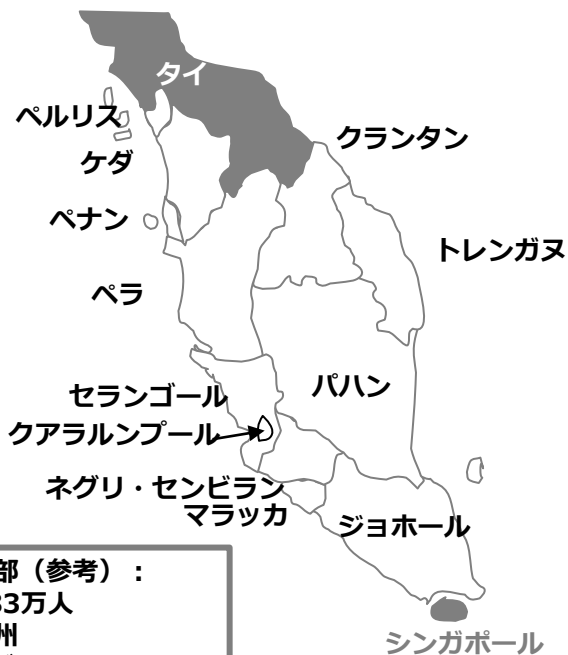 タイ
ペルリス
クランタン
ケダ
ペナン
トレンガヌ
ペラ
パハン
セランゴール
クアラルンプール
ネグリ・センビラン
マラッカ
ジョホール
部（参考）：
33万人
州
シンガポール